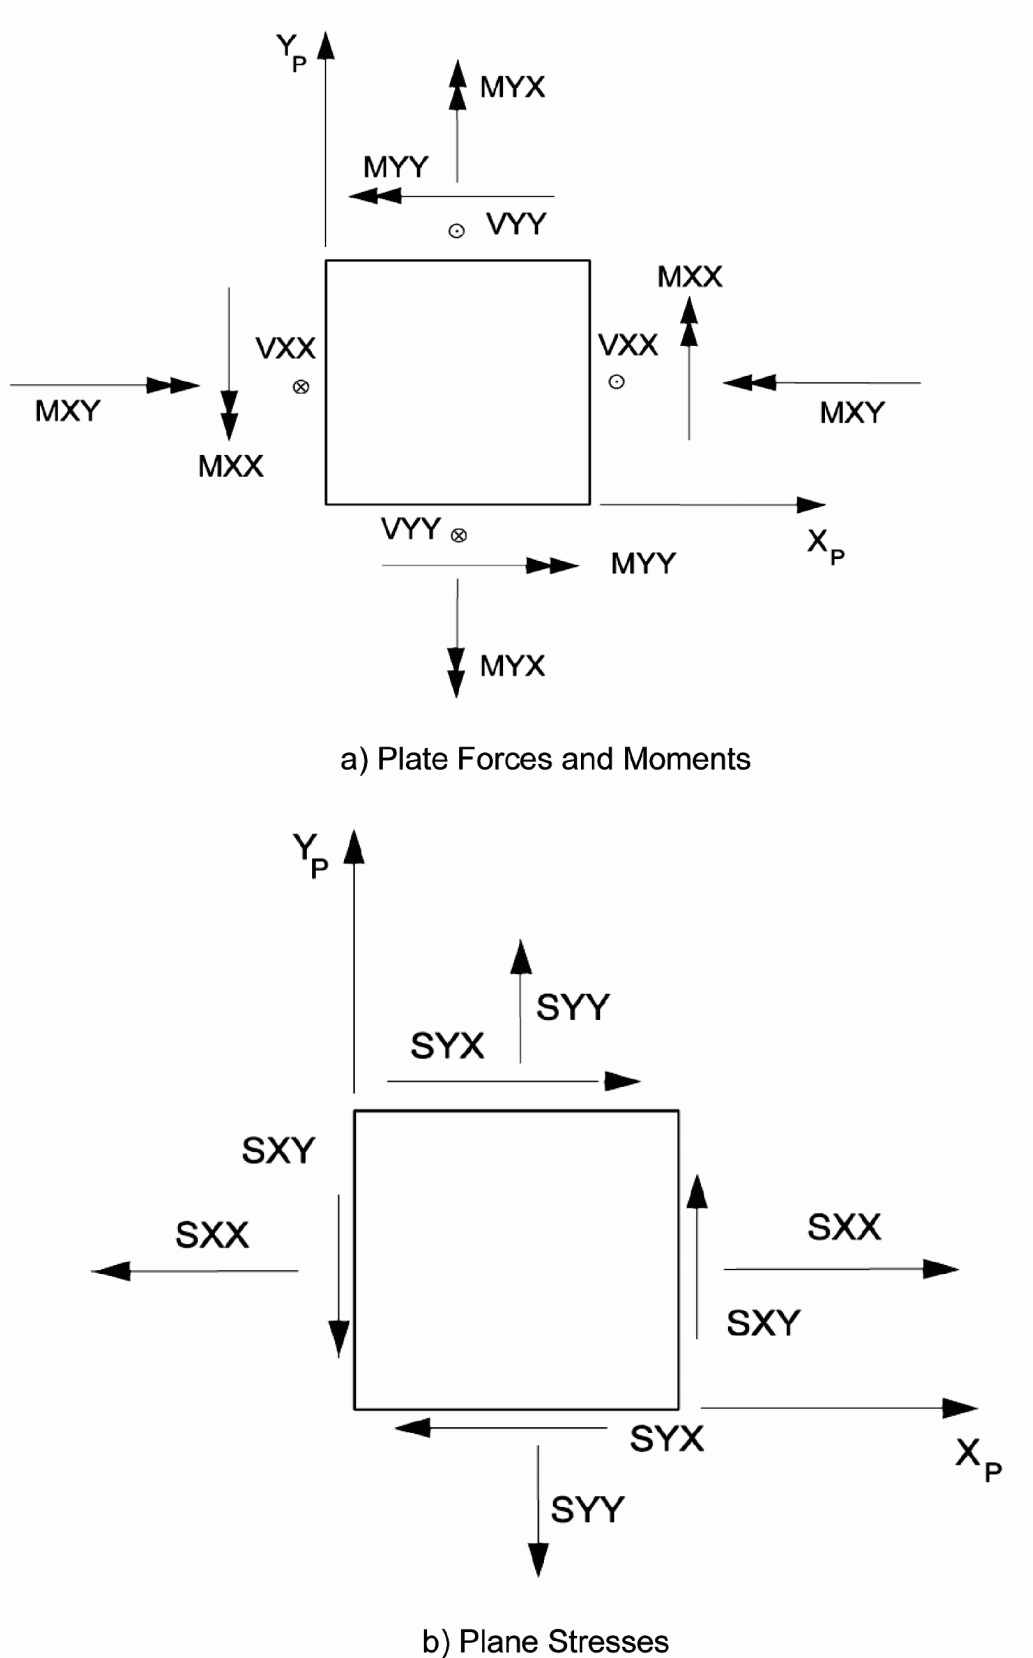 YP
MYX
MYY
VYY
MXX
VXX
VXX
MXY
MXY
MXX
VYY
XP
MYY
MYX
a) Plate Forces and Moments
YP
SYY
SYX
SXY
SXX
SXX
SXY
SYX
XP
SYY
b) Plane Stresses